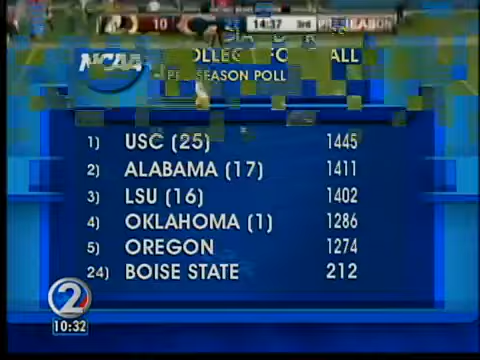 10 14:37 3rd PRESEASON
NCAA
PRESEASON POLL
1) USC (25) 1445
2) ALABAMA (17) 1411
3) LSU (16) 1402
4) OKLAHOMA (1) 1286
5) OREGON 1274
24) BOISE STATE 212
2
10:32